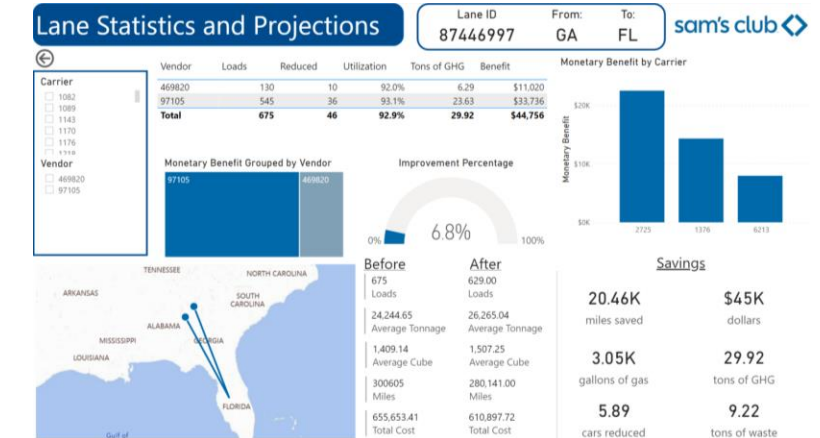 Lane Statistics and Projections
Lane ID From: To:
87446997 GA FL
sam's club
Carrier
1082
1089
1143
1170
1176
Vendor
469820
97105
Vendor Loads Reduced Utilization Tons of GHG Benefit
469820 130 10 92.0% 6.29 $11,020
97105 545 36 93.1% 23.63 $33,736
Total 675 46 92.9% 29.92 $44,756
Monetary Benefit Grouped by Vendor
97105 469820
Improvement Percentage
0% 6.8% 100%
Monetary Benefit by Carrier
Monetary Benefit
$20K
$10K
$0K
2725 1376 6213
TENNESSEE
NORTH CAROLINA
ARKANSAS
SOUTH
CAROLINA
ALABAMA
MISSISSIPPI
GEORGIA
LOUISIANA
FLORIDA
Gulf of
Before After
675 629.00
Loads Loads
24,244.65 26,265.04
Average Tonnage Average Tonnage
1,409.14 1,507.25
Average Cube Average Cube
300605 280,141.00
Miles Miles
655,653.41 610,897.72
Total Cost Total Cost
Savings
20.46K $45K
miles saved dollars
3.05K 29.92
gallons of gas tons of GHG
5.89 9.22
cars reduced tons of waste